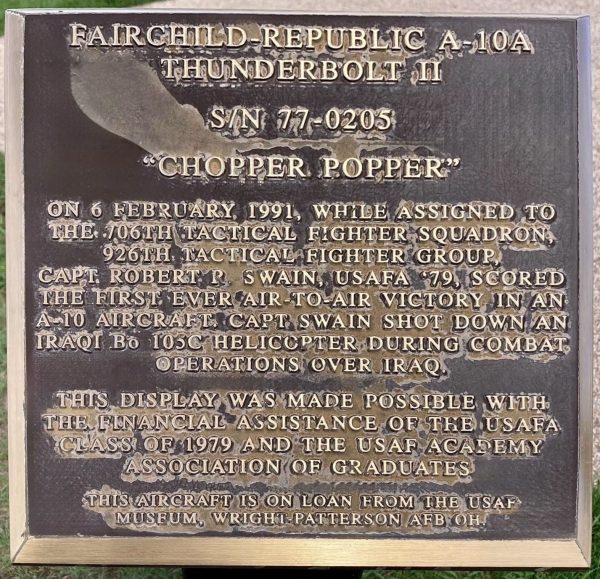 FAIRCHILD-REPUBLIC A-10A
THUNDERBOLT II
S/N 77-0205
"CHOPPER POPPER"
ON 6 FEBRUARY 1991, WHILE ASSIGNED TO
THE 706TH TACTICAL FIGHTER SQUADRON,
926TH TACTICAL FIGHTER GROUP,
CAPT. ROBERT R. SWAIN, USAFA '79, SCORED
THE FIRST EVER AIR-TO-AIR VICTORY IN AN
A-10 AIRCRAFT. CAPT SWAIN SHOT DOWN AN
IRAQI Bo 105C HELICOPTER DURING COMBAT
OPERATIONS OVER IRAQ.
THIS DISPLAY WAS MADE POSSIBLE WITH
THE FINANCIAL ASSISTANCE OF THE USAFA
CLASS OF 1979 AND THE USAF ACADEMY
ASSOCIATION OF GRADUATES
THIS AIRCRAFT IS ON LOAN FROM THE USAF
MUSEUM, WRIGHT-PATTERSON AFB OH.